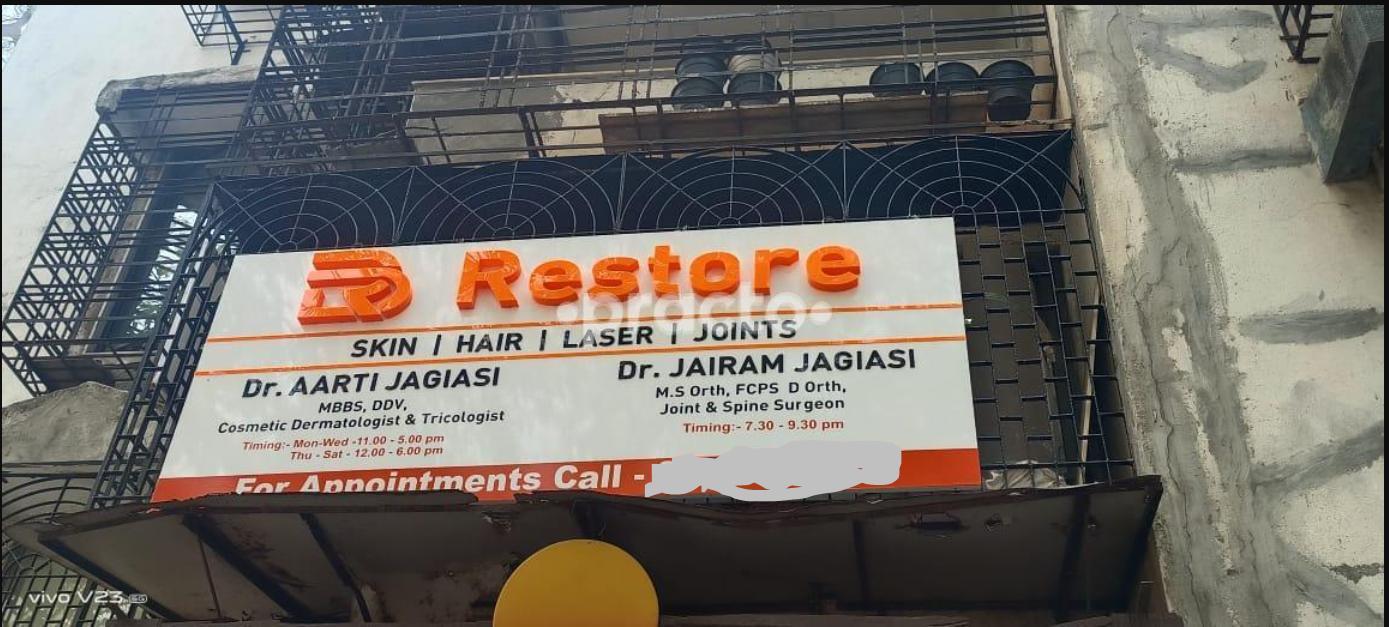 Restore
•practo•
SKIN | HAIR | LASER | JOINTS
Dr. AARTI JAGIASI
MBBS, DDV,
Cosmetic Dermatologist & Tricologist
Timing:- Mon-Wed -11.00 - 5.00 pm
Thu - Sat - 12.00 - 6.00 pm
Dr. JAIRAM JAGIASI
M.S Orth, FCPS D Orth,
Joint & Spine Surgeon
Timing:- 7.30 - 9.30 pm
For Appointments Call -
vivo V23 5G